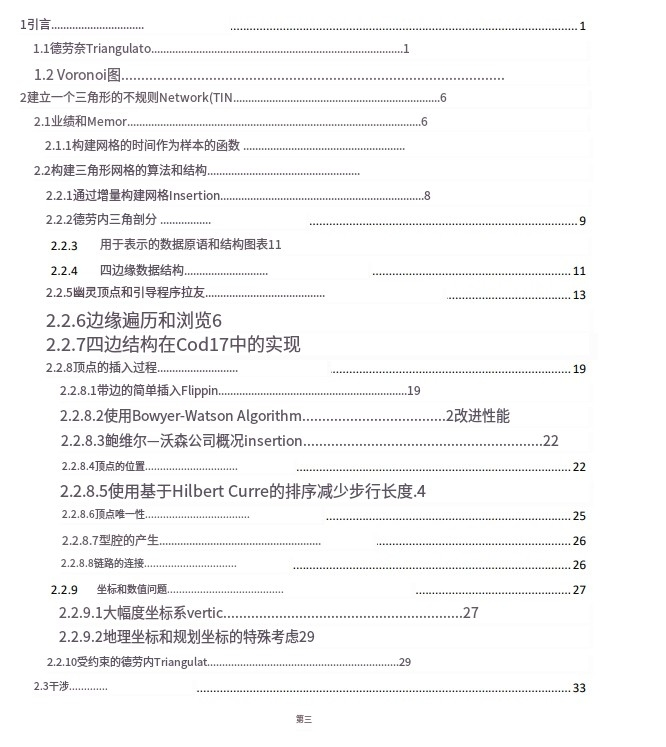 1引言.................................................. 1
1.1德劳奈Triangulato..................................................1
1.2 Voronoi图..................................................
2建立一个三角形的不规则Network(TIN..................................................6
2.1业绩和Memor..................................................6
2.1.1构建网格的时间作为样本的函数 ..................................................
2.2构建三角形网格的算法和结构..................................................
2.2.1通过增量构建网格Insertion..................................................8
2.2.2德劳内三角剖分 .................................................. 9
2.2.3 用于表示的数据原语和结构图表11
2.2.4 四边缘数据结构.................................................. 11
2.2.5幽灵顶点和引导程序拉友.................................................. 13
2.2.6边缘遍历和浏览6
2.2.7四边结构在Cod17中的实现
2.2.8顶点的插入过程.................................................. 19
2.2.8.1带边的简单插入Flippin..................................................19
2.2.8.2使用Bowyer-Watson Algorithm................................2改进性能
2.2.8.3鲍维尔—沃森公司概况insertion..................................................22
2.2.8.4顶点的位置.................................................. 22
2.2.8.5使用基于Hilbert Curre的排序减少步行长度.4
2.2.8.6顶点唯一性.................................................. 25
2.2.8.7型腔的产生.................................................. 26
2.2.8.8链路的连接.................................................. 26
2.2.9 坐标和数值问题.................................................. 27
2.2.9.1大幅度坐标系vertic..................................................27
2.2.9.2地理坐标和规划坐标的特殊考虑29
2.2.10受约束的德劳内Triangulat..................................................29
2.3干涉.................................................. 33
第三